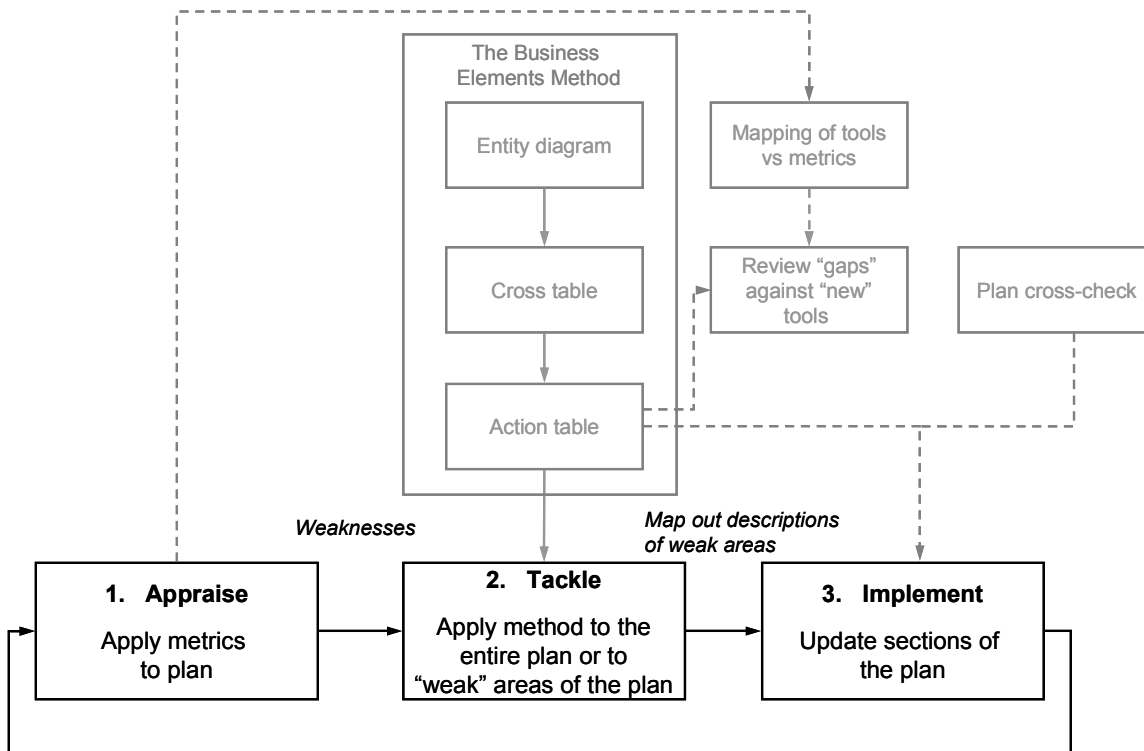 The Business
Elements Method
Entity diagram
Mapping of tools
vs metrics
Cross table
Review “gaps”
against “new”
tools
Plan cross-check
Action table
Weaknesses
Map out descriptions
of weak areas
1. Appraise
Apply metrics
to plan
2. Tackle
Apply method to the
entire plan or to
“weak” areas of the plan
3. Implement
Update sections of
the plan